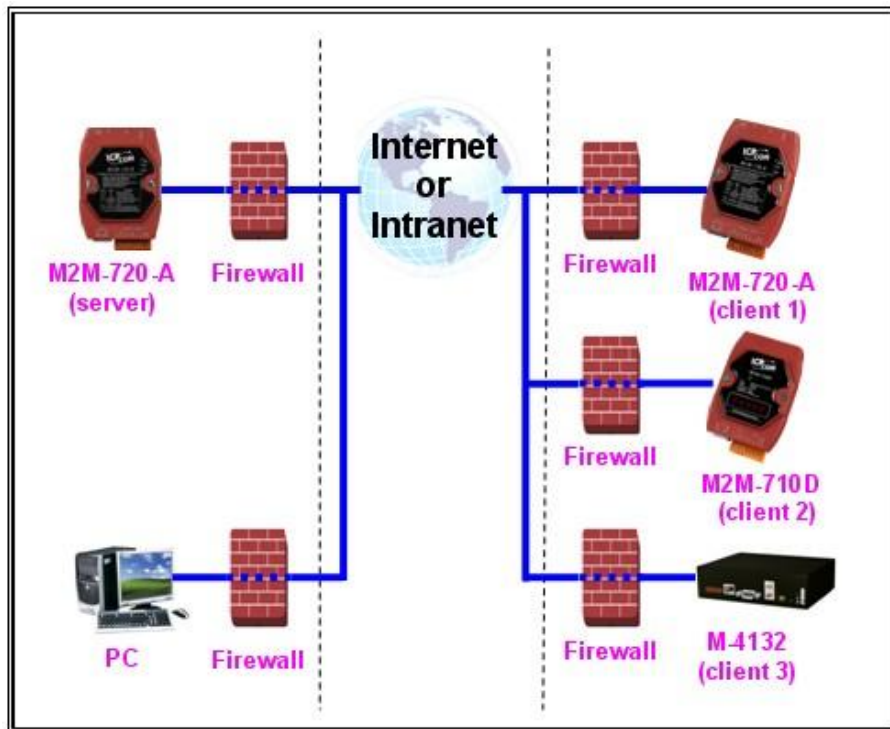 Internet
or
Intranet
M2M-720-A
(server)
Firewall
Firewall
M2M-720-A
(client 1)
Firewall
M2M-710D
(client 2)
PC
Firewall
Firewall
M-4132
(client 3)